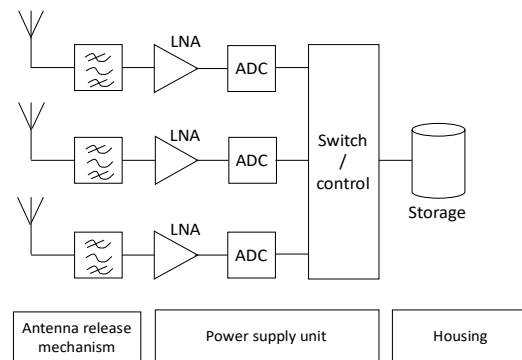 LNA
ADC
LNA
ADC
Switch
/
control
Storage
LNA
ADC
Antenna release
mechanism
Power supply unit
Housing